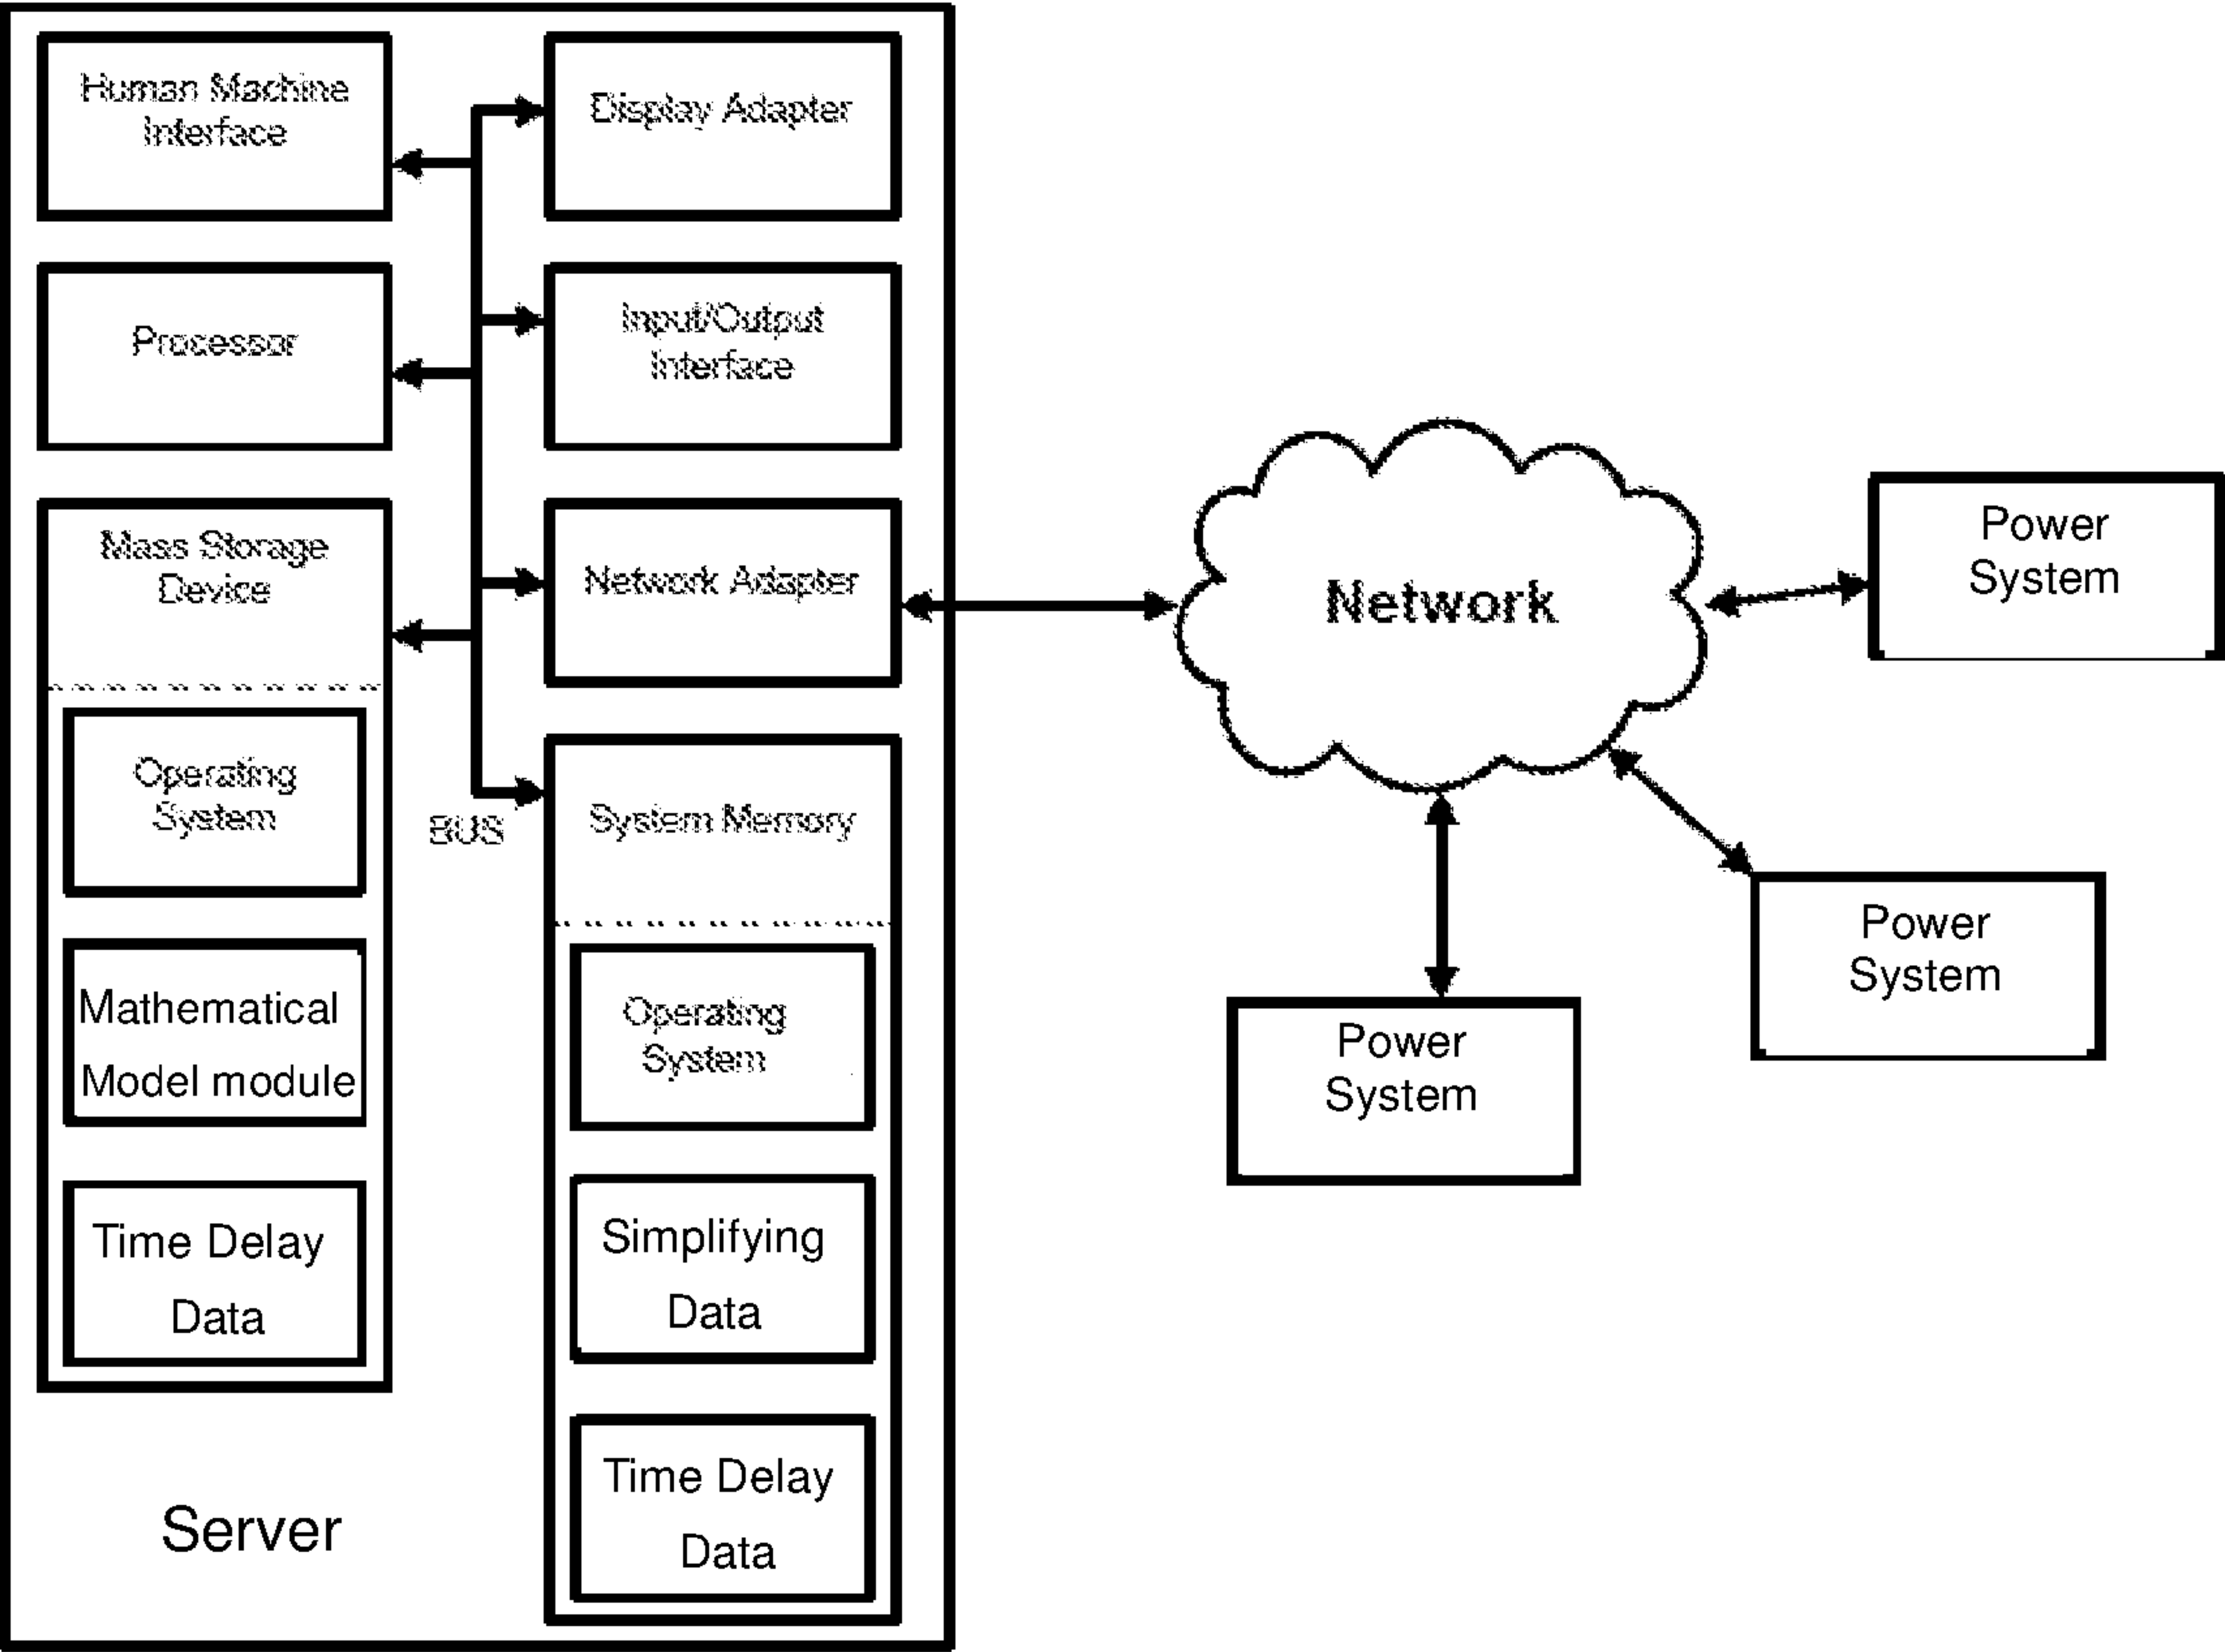 Human Machine
Interface
Display Adapter
Processor
Input/Output
Interface
Mass Storage
Device
Network Adapter
Operating
System
BUS
System Memory
Mathematical
Model module
Operating
System
Time Delay
Data
Simplifying
Data
Time Delay
Data
Server
Network
Power
System
Power
System
Power
System